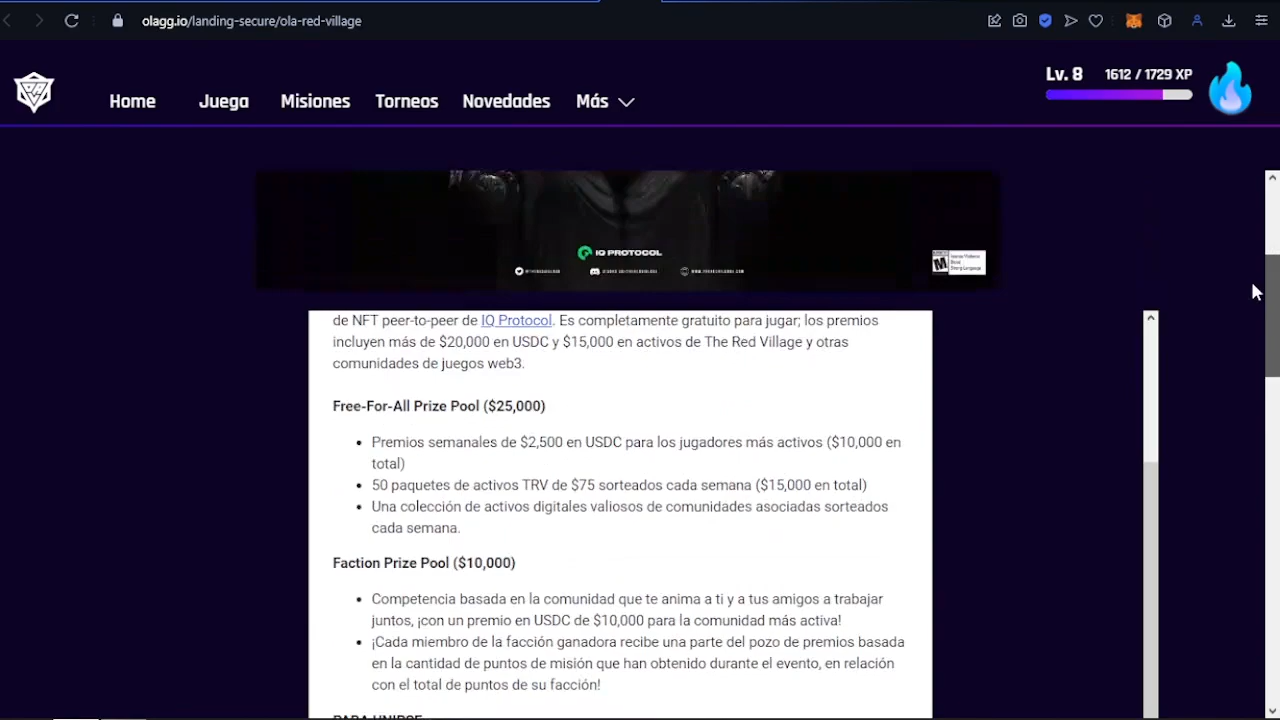 olagg.io/landing-secure/ola-red-village
Lv. 8 1612 / 1729 XP
Home Juega Misiones Torneos Novedades Más
IQ PROTOCOL
M
de NFT peer-to-peer de IQ Protocol. Es completamente gratuito para jugar; los premios
incluyen más de $20,000 en USDC y $15,000 en activos de The Red Village y otras
comunidades de juegos web3.
Free-For-All Prize Pool ($25,000)
• Premios semanales de $2,500 en USDC para los jugadores más activos ($10,000 en
total)
• 50 paquetes de activos TRV de $75 sorteados cada semana ($15,000 en total)
• Una colección de activos digitales valiosos de comunidades asociadas sorteados
cada semana.
Faction Prize Pool ($10,000)
• Competencia basada en la comunidad que te anima a ti y a tus amigos a trabajar
juntos, ¡con un premio en USDC de $10,000 para la comunidad más activa!
• ¡Cada miembro de la facción ganadora recibe una parte del pozo de premios basada
en la cantidad de puntos de misión que han obtenido durante el evento, en relación
con el total de puntos de su facción!
PARA UNIRSE